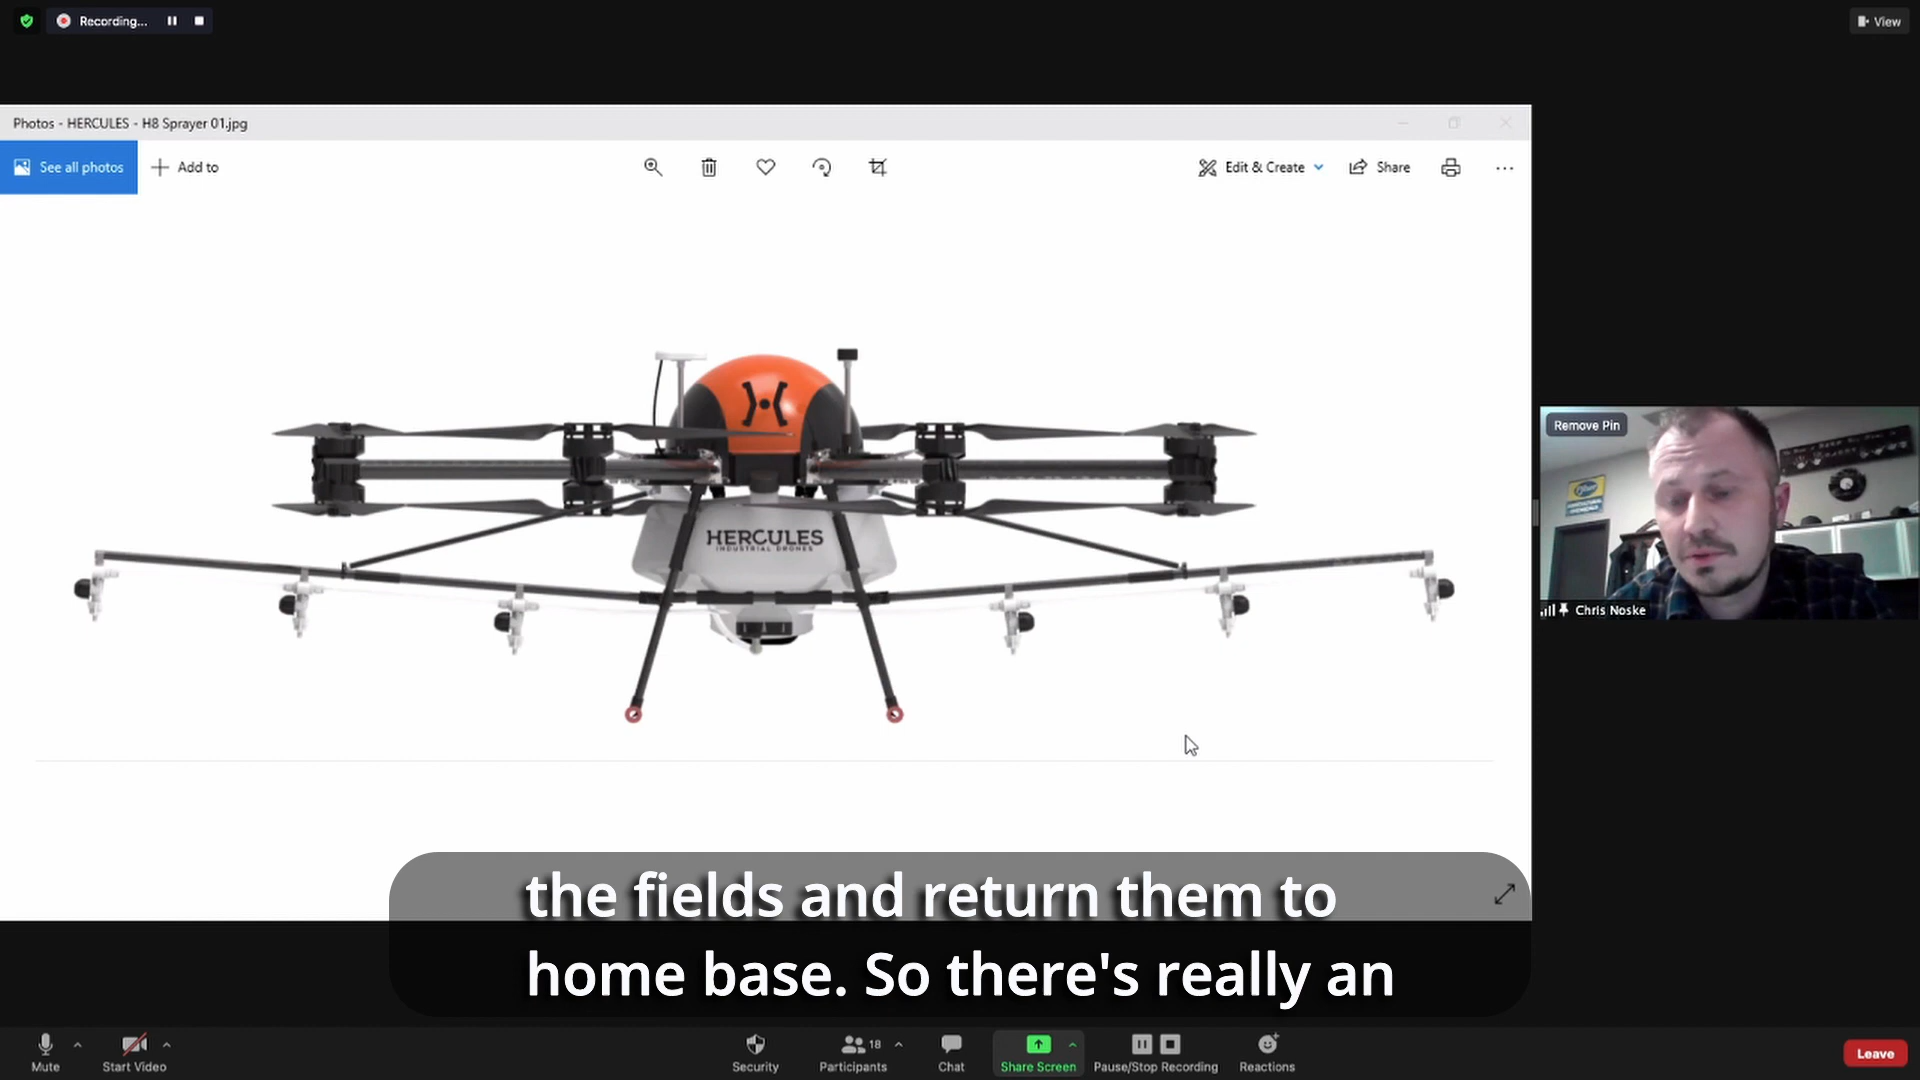 Recording...
View
Photos - HERCULES - H8 Sprayer 01.jpg
See all photos
Add to
Edit & Create
Share
HERCULES
INDUSTRIAL DRONES
Remove Pin
Chris Noske
the fields and return them to
home base. So there's really an
Mute
Start Video
Security
18
Participants
Chat
Share Screen
Pause/Stop Recording
Reactions
Leave